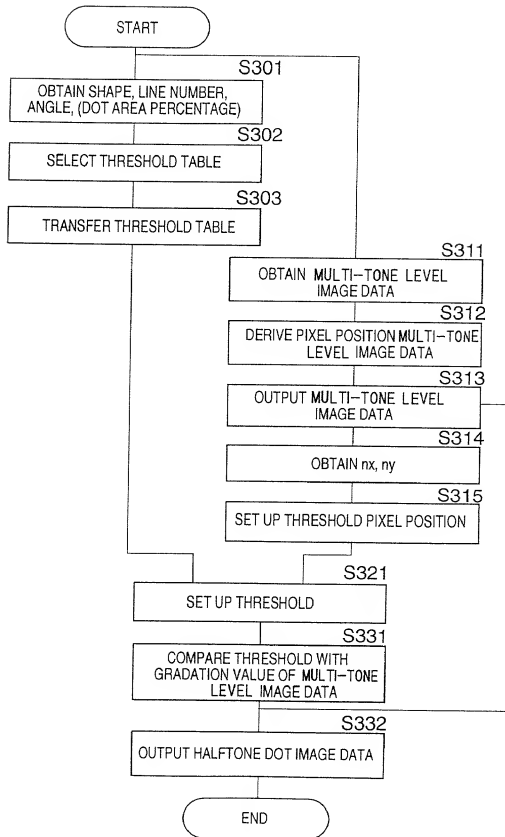 START
S301
OBTAIN SHAPE, LINE NUMBER,
ANGLE, (DOT AREA PERCENTAGE)
S302
SELECT THRESHOLD TABLE
S303
TRANSFER THRESHOLD TABLE
S311
OBTAIN MULTI-TONE LEVEL
IMAGE DATA
S312
DERIVE PIXEL POSITION MULTI-TONE
LEVEL IMAGE DATA
S313
OUTPUT MULTI-TONE LEVEL
IMAGE DATA
S314
OBTAIN nx, ny
S315
SET UP THRESHOLD PIXEL POSITION
S321
SET UP THRESHOLD
S331
COMPARE THRESHOLD WITH
GRADATION VALUE OF MULTI-TONE
LEVEL IMAGE DATA
S332
OUTPUT HALFTONE DOT IMAGE DATA
END